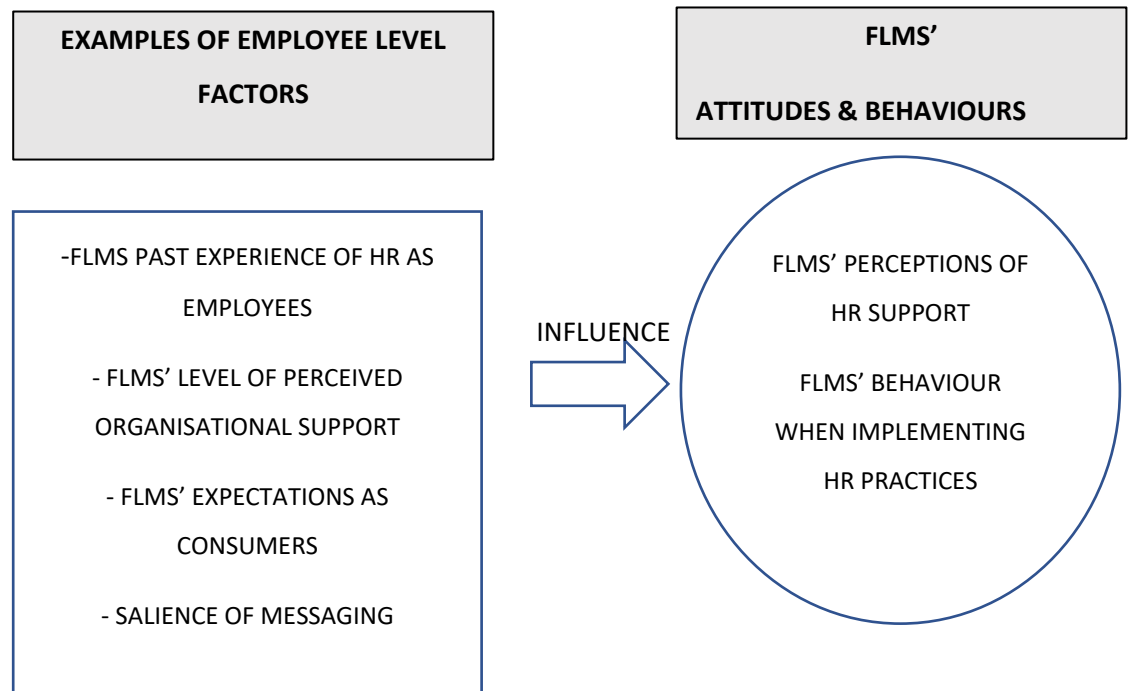 EXAMPLES OF EMPLOYEE LEVEL
FACTORS
FLMS’
ATTITUDES & BEHAVIOURS
-FLMS PAST EXPERIENCE OF HR AS
EMPLOYEES
- FLMS’ LEVEL OF PERCEIVED
ORGANISATIONAL SUPPORT
- FLMS’ EXPECTATIONS AS
CONSUMERS
- SALIENCE OF MESSAGING
INFLUENCE
FLMS’ PERCEPTIONS OF
HR SUPPORT
FLMS’ BEHAVIOUR
WHEN IMPLEMENTING
HR PRACTICES